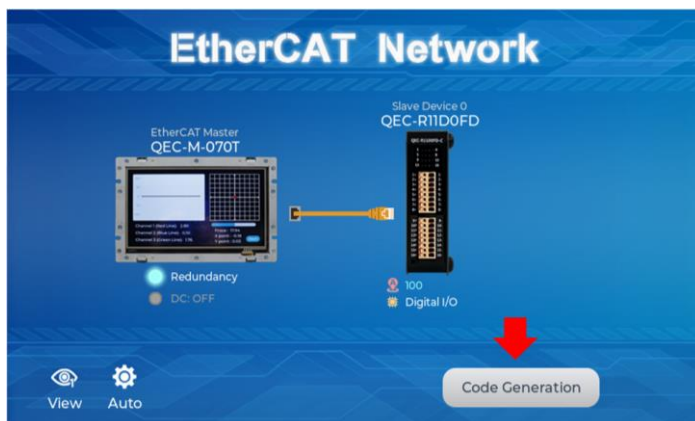 EtherCAT Network
EtherCAT Master
QEC-M-070T
Slave Device 0
QEC-R11D0FD
Redundancy
DC: OFF
100
Digital I/O
View
Auto
Code Generation